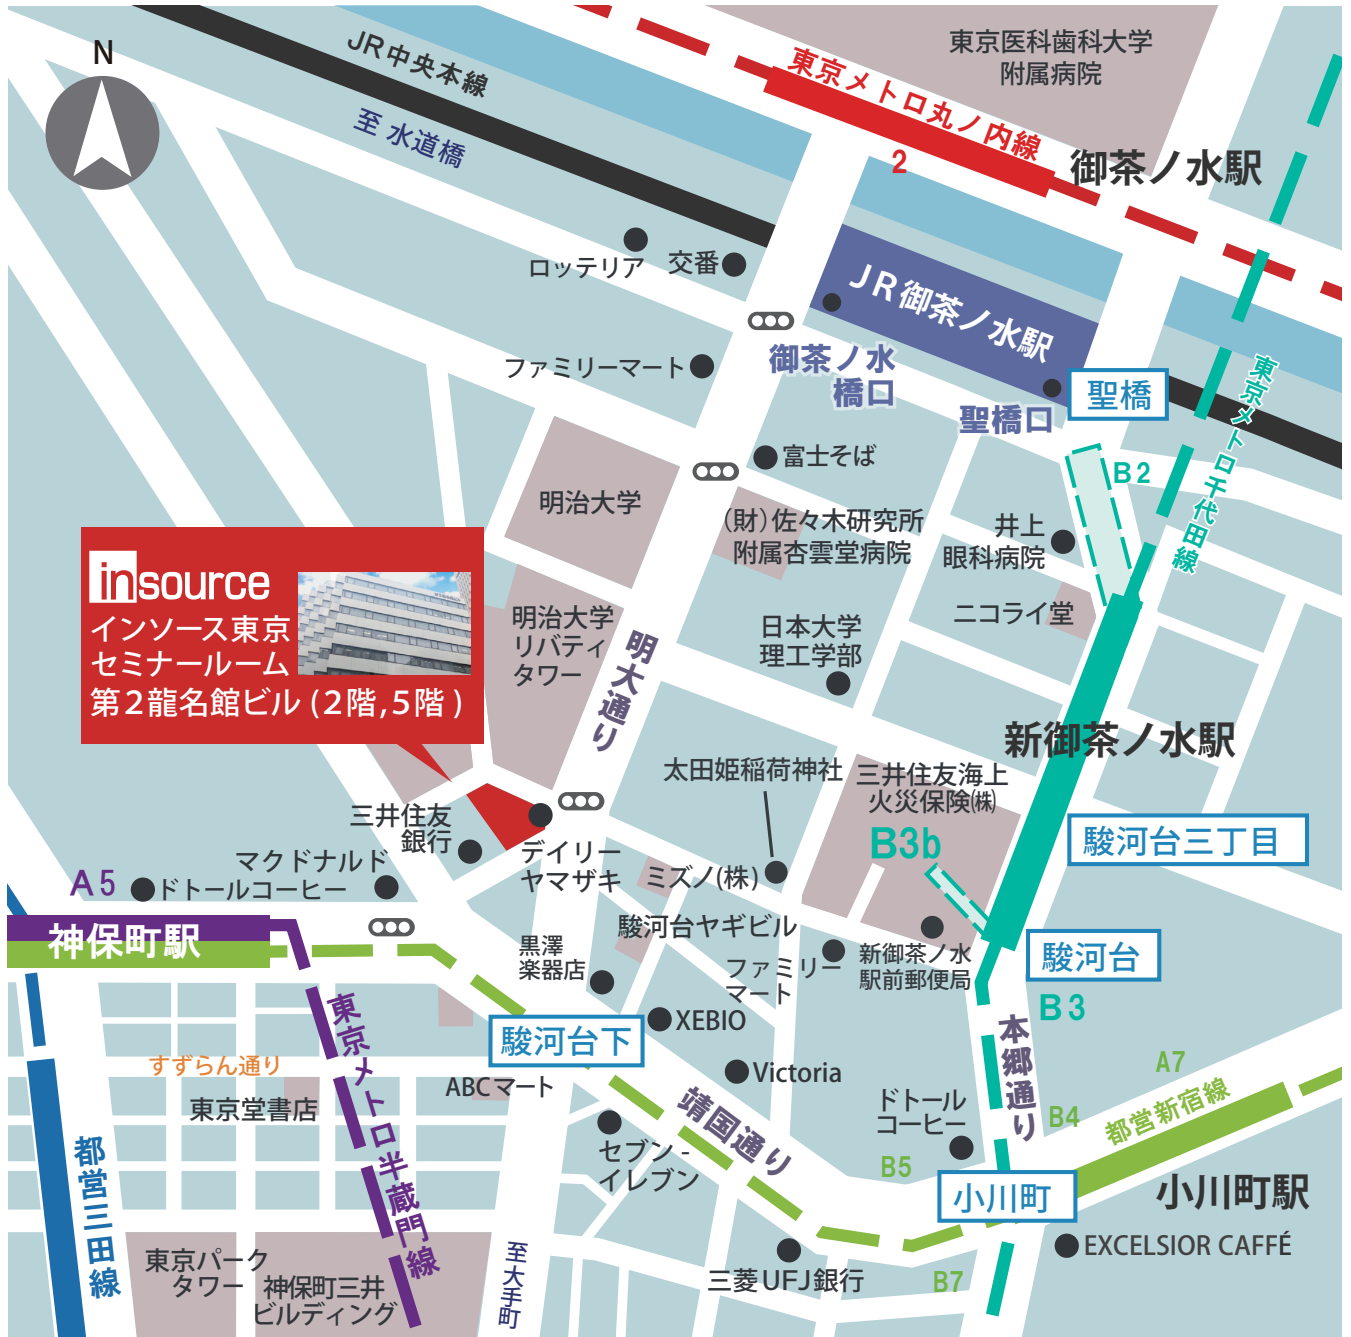 N
JR中央本線
至 水道橋
東京メトロ丸ノ内線
2
東京医科歯科大学
附属病院
御茶ノ水駅
ロッテリア
交番
JR御茶ノ水駅
御茶ノ水
橋口
聖橋口
聖橋
東京メトロ千代田線
ファミリーマート
富士そば
B2
明治大学
(財)佐々木研究所
附属杏雲堂病院
井上
眼科病院
ニコライ堂
insource
インソース東京
セミナールーム
第2龍名館ビル (2階,5階)
明治大学
リバティ
タワー
明大通り
日本大学
理工学部
新御茶ノ水駅
太田姫稲荷神社
三井住友海上
火災保険㈱
B3b
駿河台三丁目
三井住友
銀行
デイリー
ヤマザキ
マクドナルド
A5
ドトールコーヒー
ミズノ(株)
神保町駅
駿河台ヤギビル
黒澤
楽器店
ファミリー
マート
新御茶ノ水
駅前郵便局
駿河台
B3
XEBIO
駿河台下
東京メトロ半蔵門線
本郷通り
すずらん通り
東京堂書店
ABCマート
Victoria
靖国通り
ドトール
コーヒー
A7
B4
都営新宿線
B5
セブン-
イレブン
小川町
小川町駅
都営三田線
東京パーク
タワー
神保町三井
ビルディング
至大手町
三菱UFJ銀行
B7
EXCELSIOR CAFFÉ